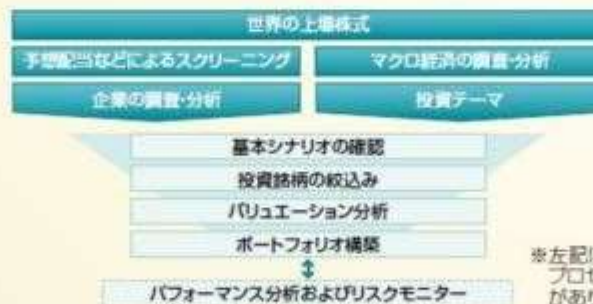 世界の上場株式
予想配当などによるスクリーニング
マクロ経済の調査・分析
企業の調査・分析
投資テーマ
基本シナリオの確認
投資銘柄の絞込み
バリュエーション分析
ポートフォリオ構築
パフォーマンス分析およびリスクモニター
※左記
プロセ
があり